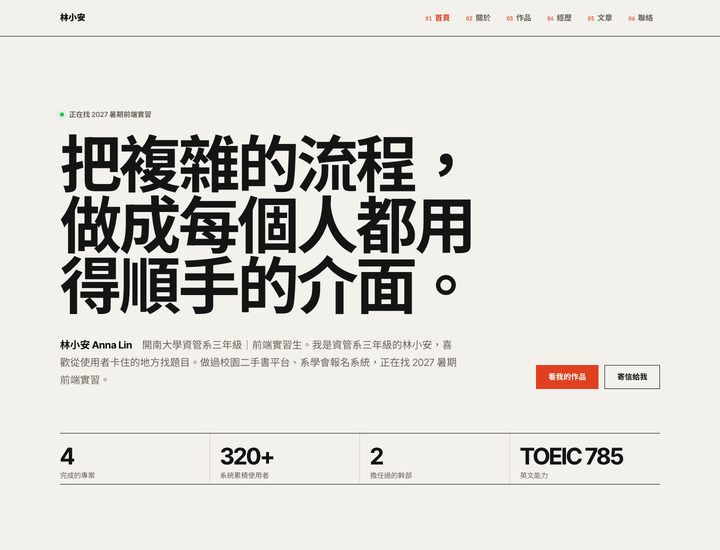 林小安
01 首頁 02 關於 03 作品 04 經歷 05 文章 06 聯絡
正在找 2027 暑期前端實習
把複雜的流程，
做成每個人都用
得順手的介面。
林小安 Anna Lin 開南大學資管系三年級｜前端實習生。我是資管系三年級的林小安，喜
歡從使用者卡住的地方找題目。做過校園二手書平台、系學會報名系統，正在找 2027 暑期
前端實習。
看我的作品 寄信給我
4 320+ 2 TOEIC 785
完成的專案 系統累積使用者 擔任過的幹部 英文能力